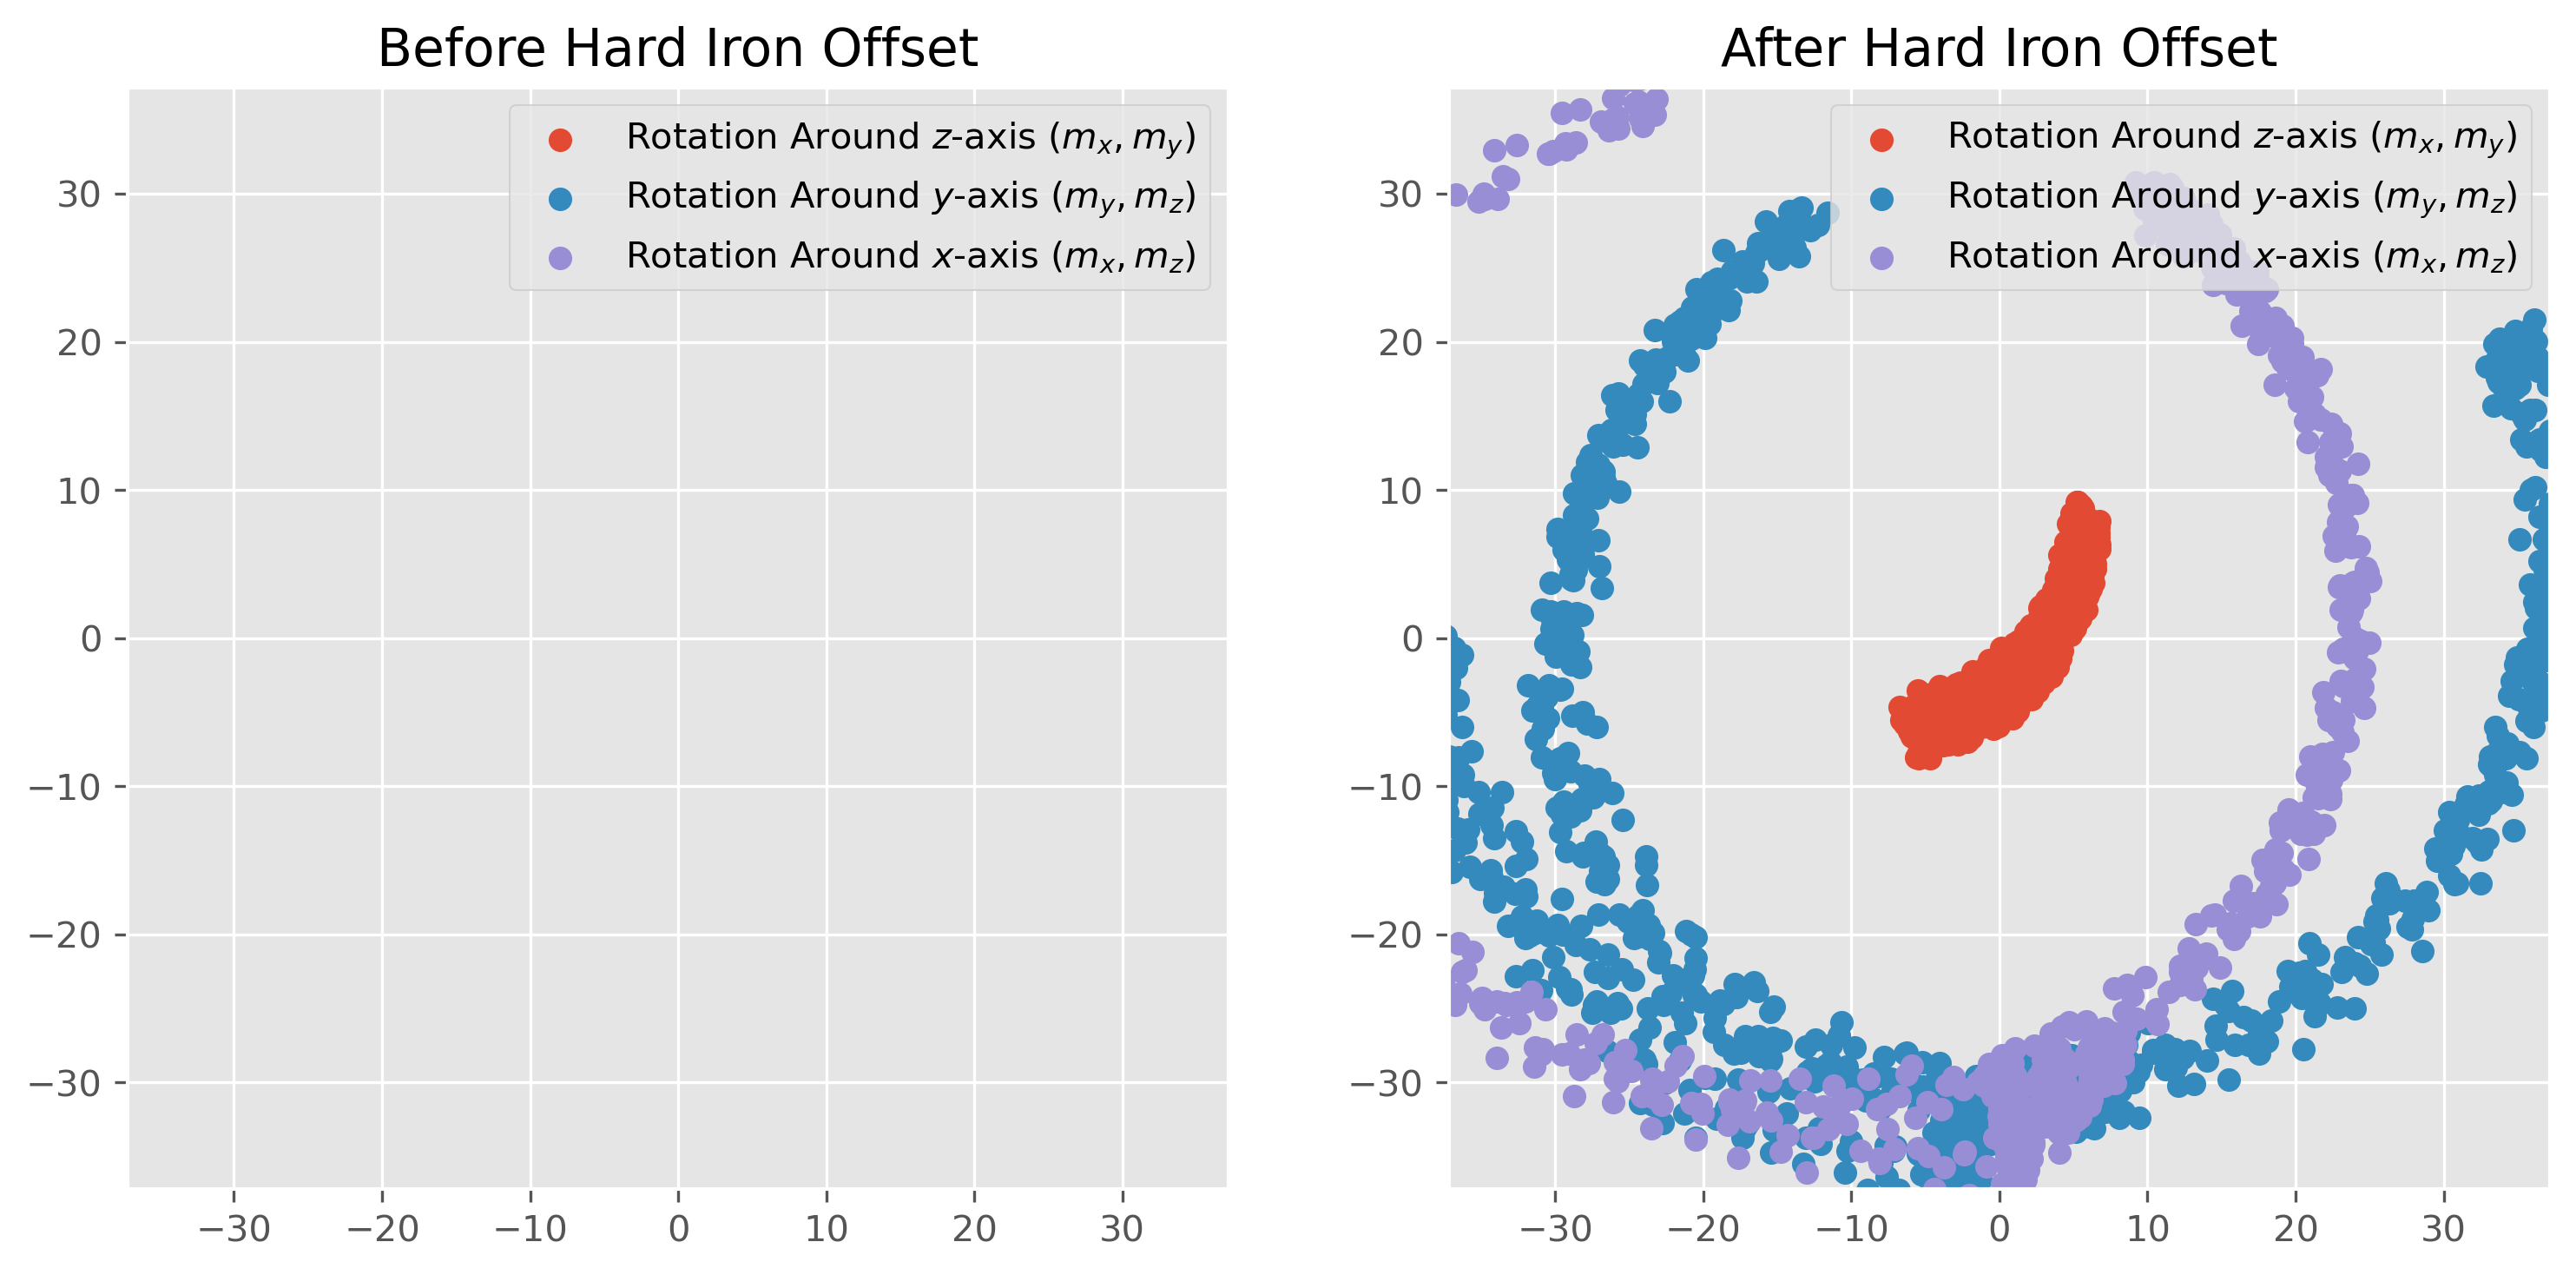 Before Hard Iron Offset
Rotation Around z-axis (m_x, m_y)
Rotation Around y-axis (m_y, m_z)
Rotation Around x-axis (m_x, m_z)
30
20
10
0
−10
−20
−30
−30 −20 −10 0 10 20 30
After Hard Iron Offset
Rotation Around z-axis (m_x, m_y)
Rotation Around y-axis (m_y, m_z)
Rotation Around x-axis (m_x, m_z)
30
20
10
0
−10
−20
−30
−30 −20 −10 0 10 20 30